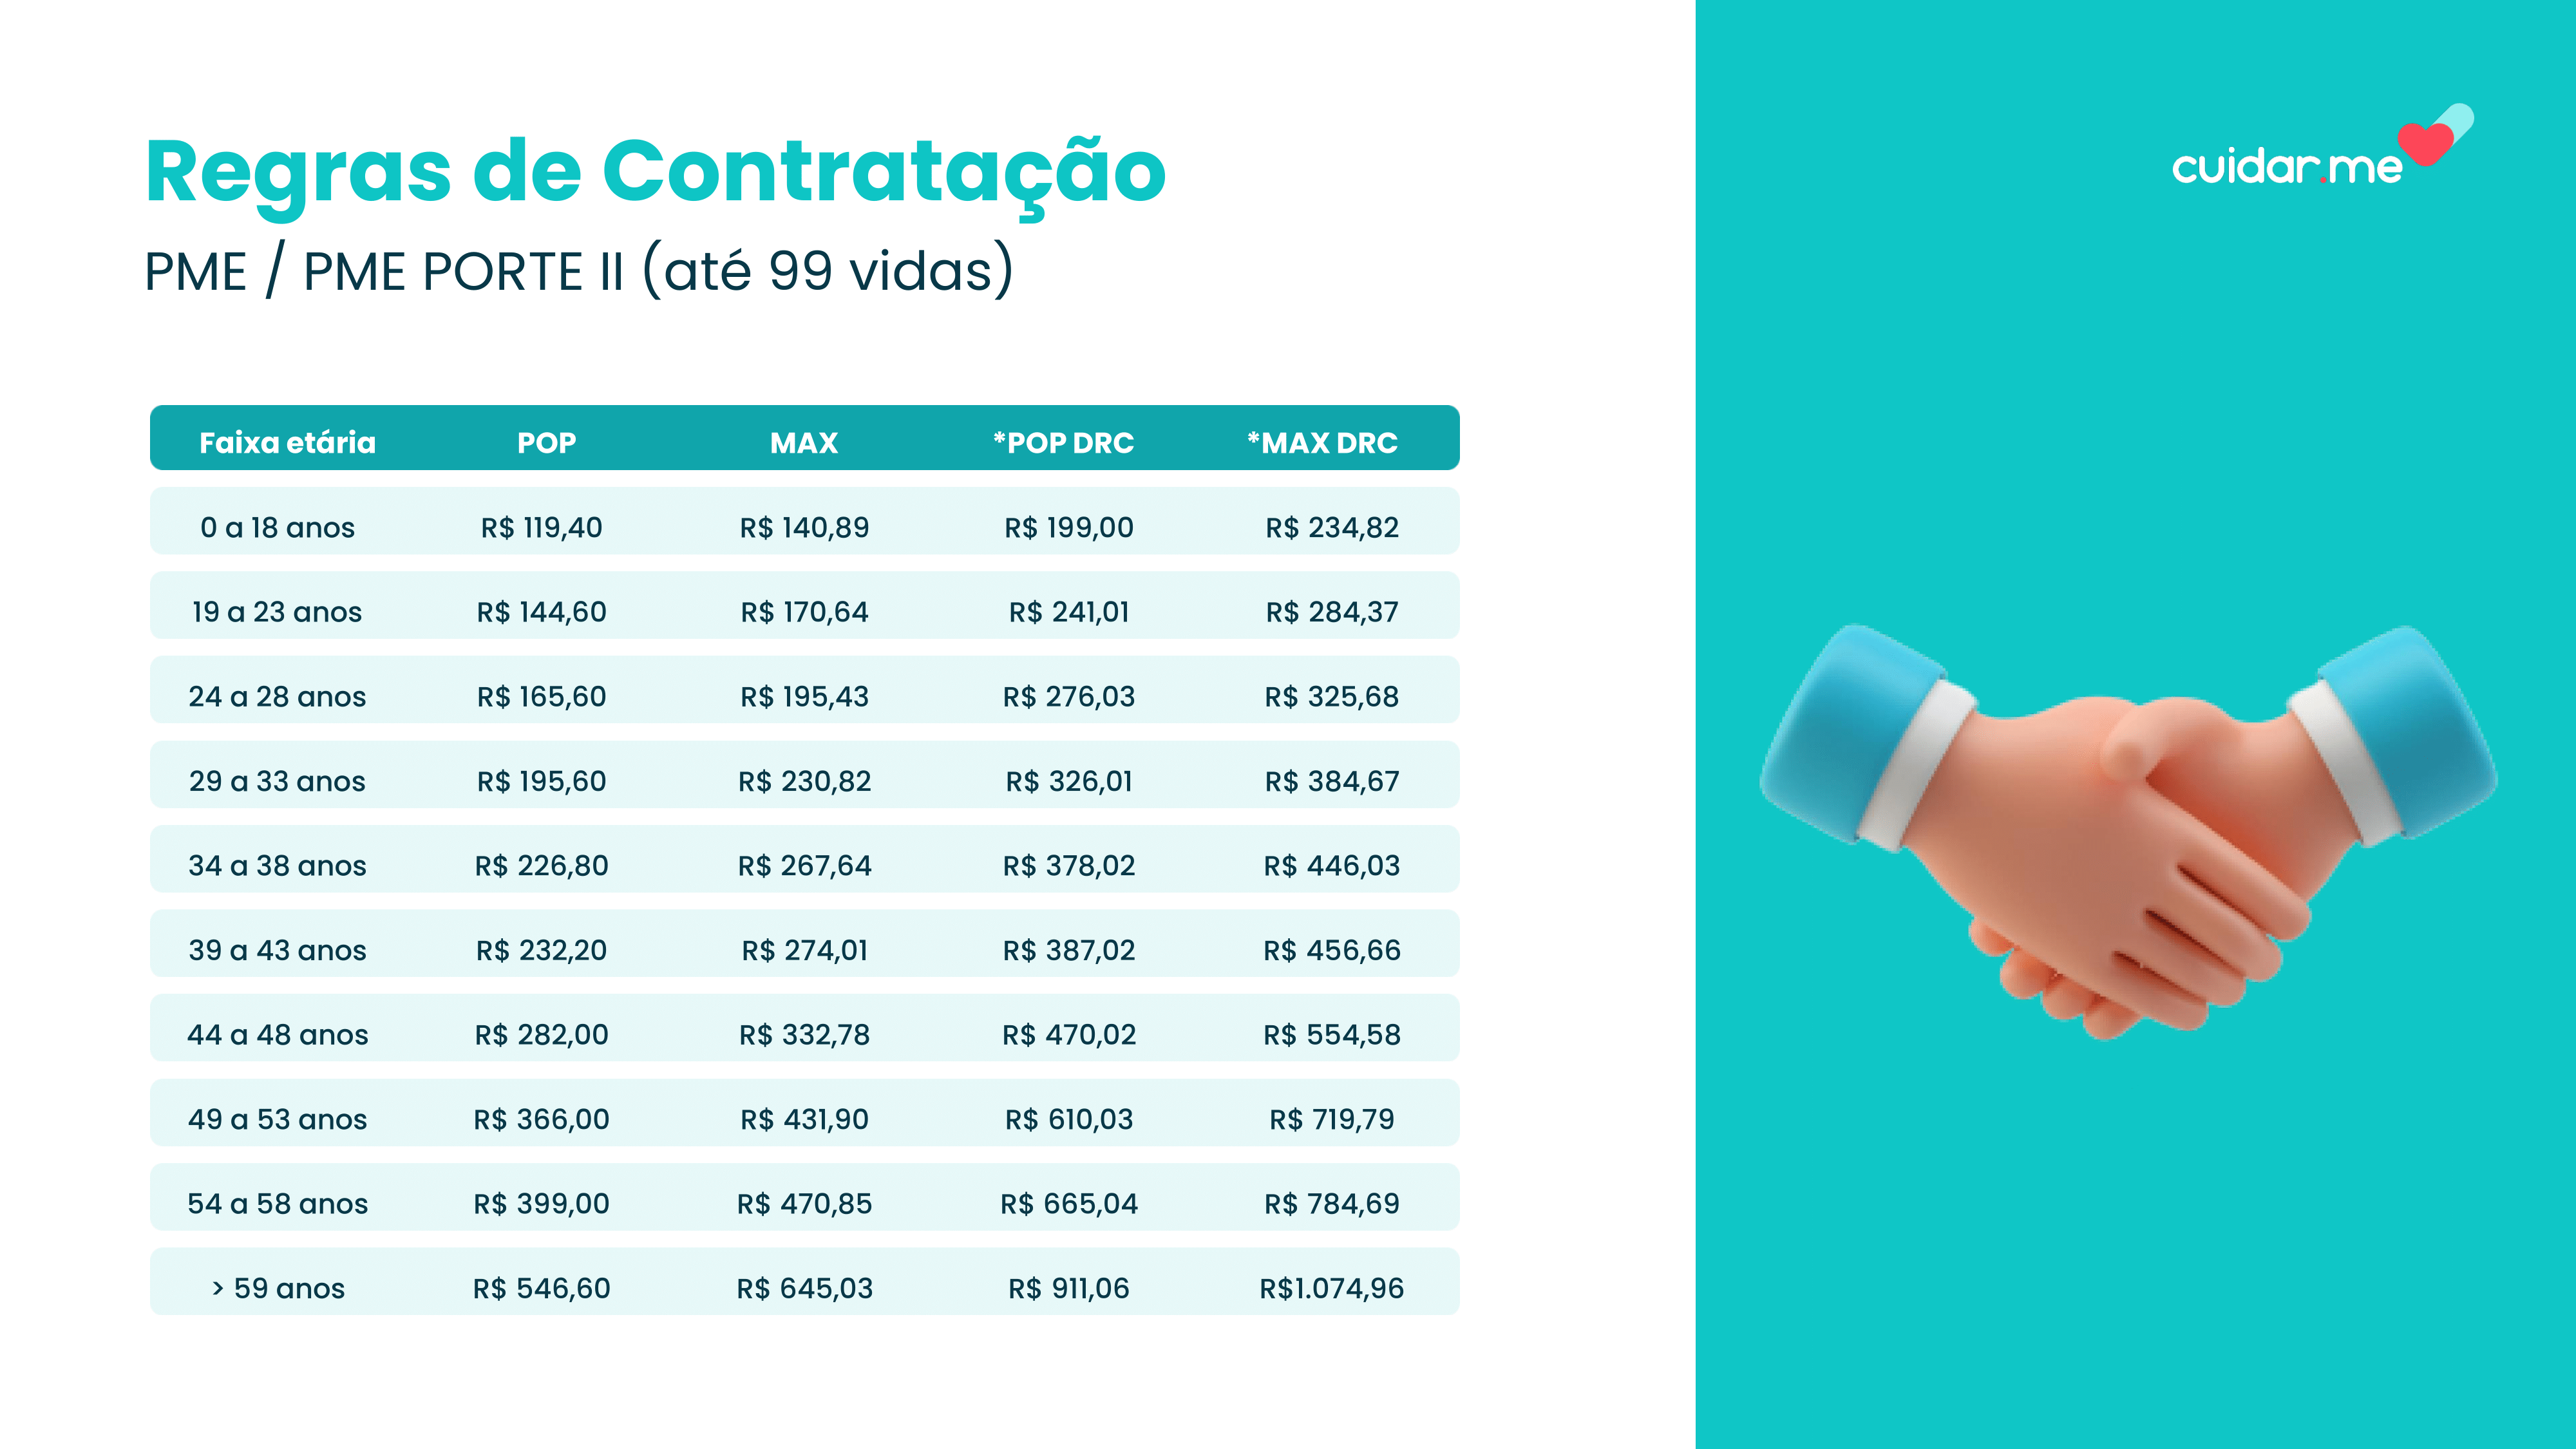 Regras de Contratação
PME / PME PORTE II (até 99 vidas)
cuidar.me
Faixa etária POP MAX *POP DRC *MAX DRC
0 a 18 anos R$ 119,40 R$ 140,89 R$ 199,00 R$ 234,82
19 a 23 anos R$ 144,60 R$ 170,64 R$ 241,01 R$ 284,37
24 a 28 anos R$ 165,60 R$ 195,43 R$ 276,03 R$ 325,68
29 a 33 anos R$ 195,60 R$ 230,82 R$ 326,01 R$ 384,67
34 a 38 anos R$ 226,80 R$ 267,64 R$ 378,02 R$ 446,03
39 a 43 anos R$ 232,20 R$ 274,01 R$ 387,02 R$ 456,66
44 a 48 anos R$ 282,00 R$ 332,78 R$ 470,02 R$ 554,58
49 a 53 anos R$ 366,00 R$ 431,90 R$ 610,03 R$ 719,79
54 a 58 anos R$ 399,00 R$ 470,85 R$ 665,04 R$ 784,69
> 59 anos R$ 546,60 R$ 645,03 R$ 911,06 R$1.074,96